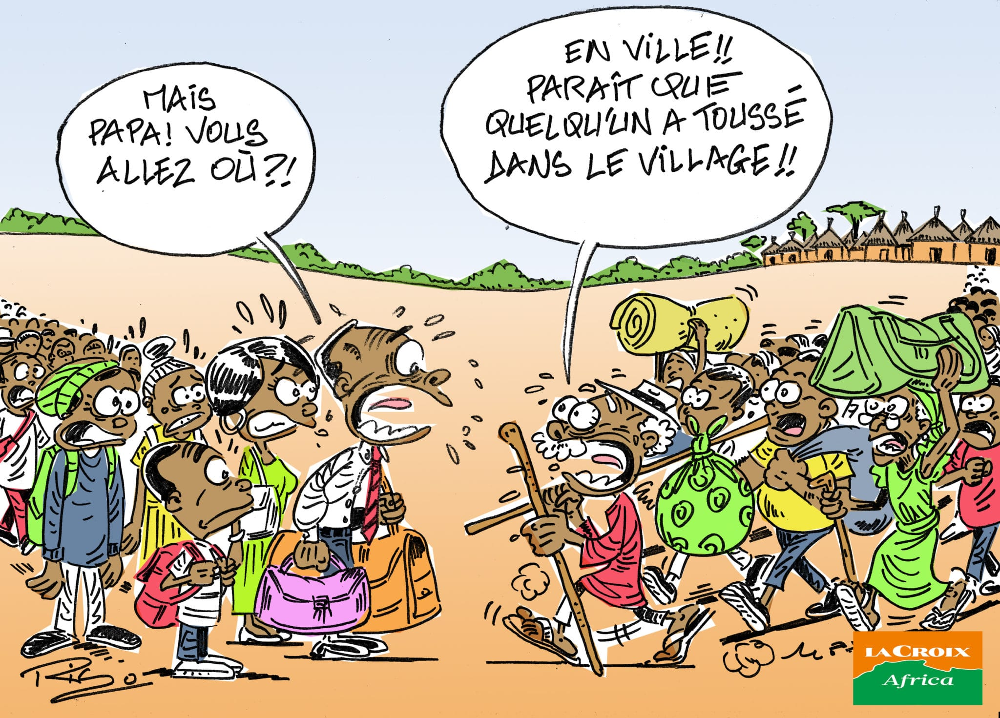 MAIS
PAPA! VOUS
ALLEZ OÙ?!
EN VILLE!!
PARAÎT QUE
QUELQU'UN A TOUSSÉ
DANS LE VILLAGE!!
LA CROIX
Africa